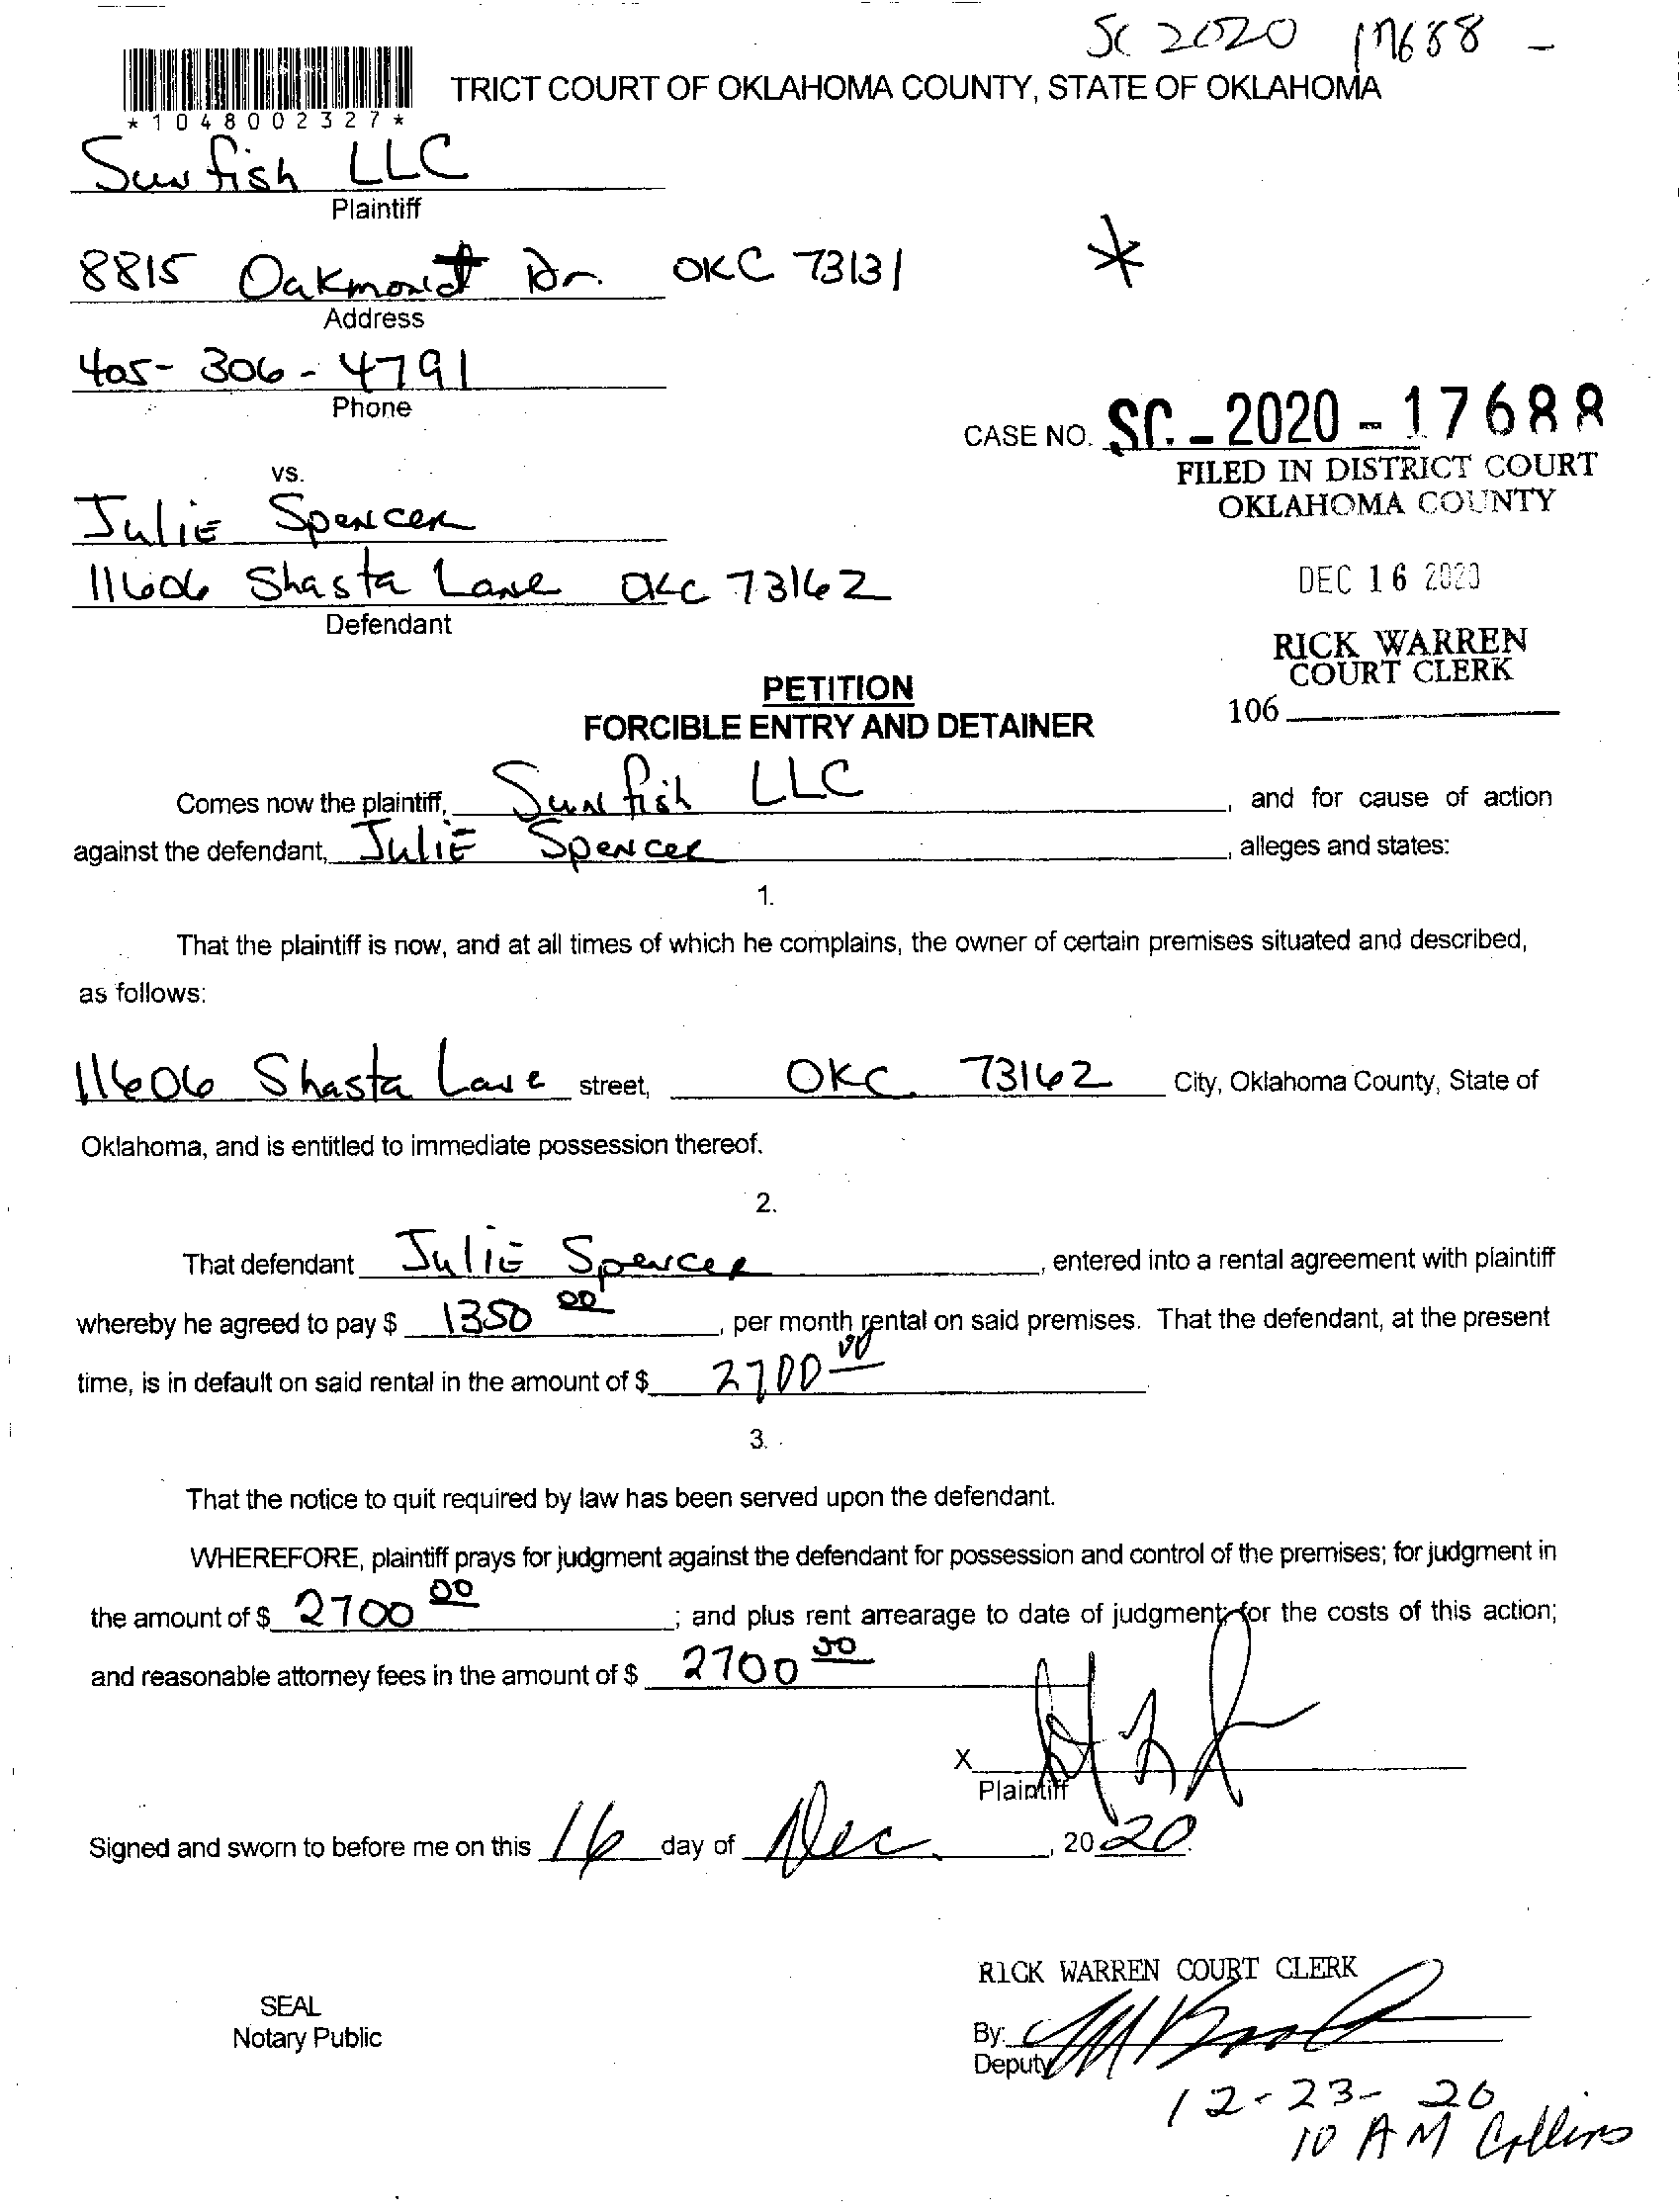 SC 2020 17688 -
TRICT COURT OF OKLAHOMA COUNTY, STATE OF OKLAHOMA
*1048002327*
Sunfish LLC
Plaintiff
8815 Oakmont Dr. OKC 73131
*
Address
405-306-4791
Phone
CASE NO. SC-2020-17688
FILED IN DISTRICT COURT
OKLAHOMA COUNTY
vs.
Julie Spencer
11606 Shasta Lane OKC 73162
Defendant
DEC 16 2020
RICK WARREN
COURT CLERK
106
PETITION
FORCIBLE ENTRY AND DETAINER
Comes now the plaintiff, Sunfish LLC, and for cause of action
against the defendant, Julie Spencer, alleges and states:
1.
That the plaintiff is now, and at all times of which he complains, the owner of certain premises situated and described,
as follows:
11606 Shasta Lane street, OKC 73162 City, Oklahoma County, State of
Oklahoma, and is entitled to immediate possession thereof.
2.
That defendant Julie Spencer, entered into a rental agreement with plaintiff
whereby he agreed to pay $ 1350 00, per month rental on said premises. That the defendant, at the present
time, is in default on said rental in the amount of $ 2700 00
3.
That the notice to quit required by law has been served upon the defendant.
WHEREFORE, plaintiff prays for judgment against the defendant for possession and control of the premises; for judgment in
the amount of $ 2700 00; and plus rent arrearage to date of judgment; for the costs of this action;
and reasonable attorney fees in the amount of $ 2700 00
X
Plaintiff
Signed and sworn to before me on this 16 day of Dec., 2020.
RICK WARREN COURT CLERK
SEAL
Notary Public
By:
Deputy
12-23-20
10 AM Collins